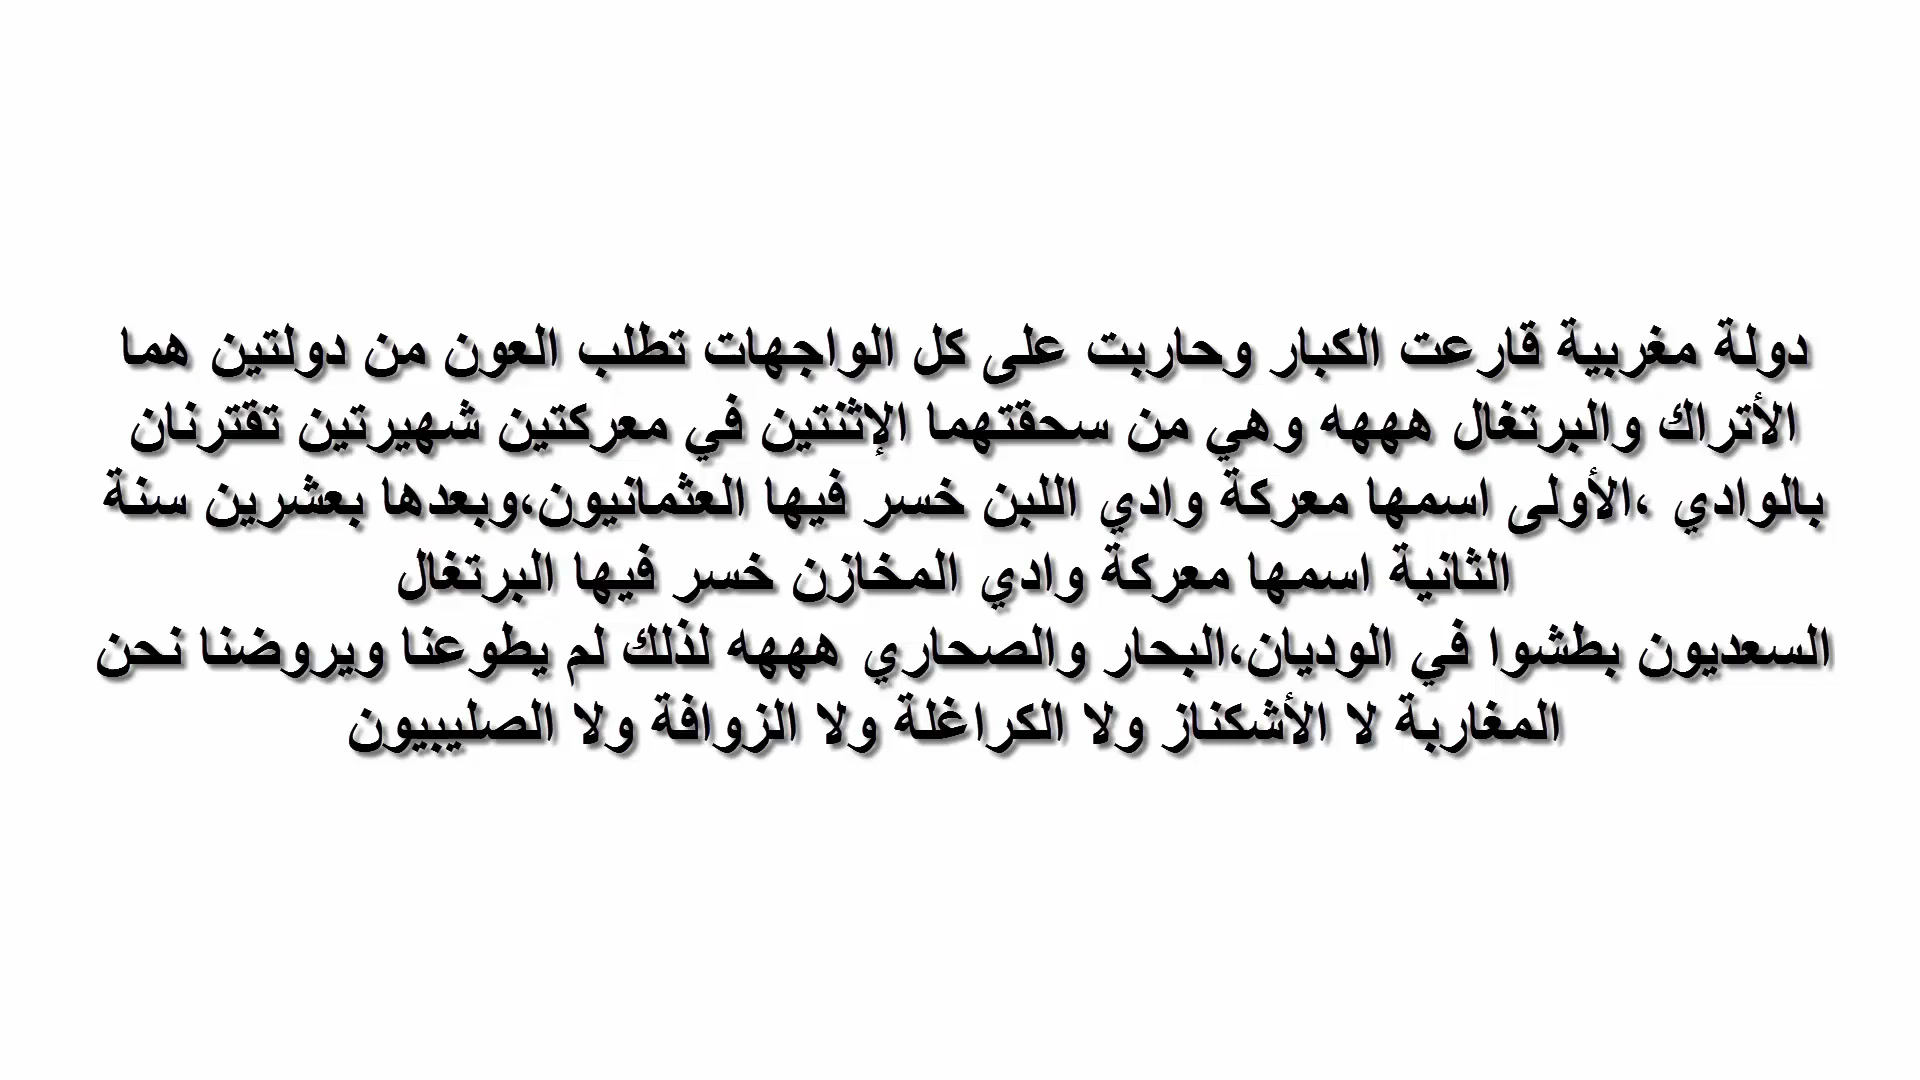 دولة مغربية قارعت الكبار وحاربت على كل الواجهات تطلب العون من دولتين هما
الأتراك والبرتغال هههه وهي من سحقتهما الإثنتين في معركتين شهيرتين تقترنان
بالوادي ،الأولى اسمها معركة وادي اللبن خسر فيها العثمانيون،وبعدها بعشرين سنة
الثانية اسمها معركة وادي المخازن خسر فيها البرتغال
السعديون بطشوا في الوديان،البحار والصحاري هههه لذلك لم يطوعنا ويروضنا نحن
المغاربة لا الأشكناز ولا الكراغلة ولا الزوافة ولا الصليبيون